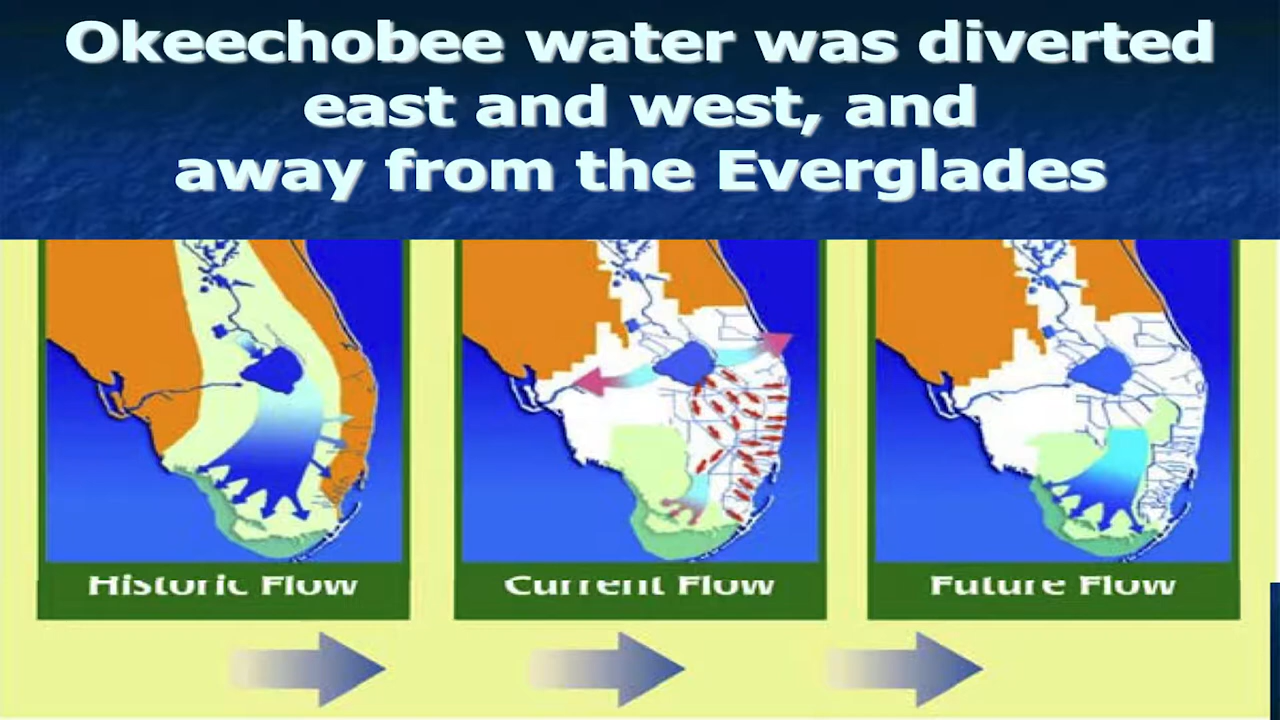 Okeechobee water was diverted
east and west, and
away from the Everglades
Historic Flow
Current Flow
Future Flow